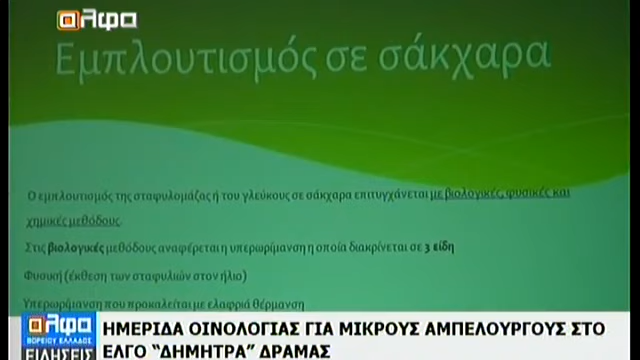 αλφα
Εμπλουτισμός σε σάκχαρα
Ο εμπλουτισμός της σταφυλομάζας ή του γλεύκους σε σάκχαρα επιτυγχάνεται με βιολογικές, φυσικές και
χημικές μεθόδους.
Στις βιολογικές μεθόδους αναφέρεται η υπερωρίμανση η οποία διακρίνεται σε 3 είδη
Φυσική (έκθεση των σταφυλιών στον ήλιο)
Υπερωρίμανση που προκαλείται με ελαφριά θέρμανση
αλφα
ΒΟΡΕΙΟΥ ΕΛΛΑΔΟΣ
ΕΙΔΗΣΕΙΣ
ΗΜΕΡΙΔΑ ΟΙΝΟΛΟΓΙΑΣ ΓΙΑ ΜΙΚΡΟΥΣ ΑΜΠΕΛΟΥΡΓΟΥΣ ΣΤΟ
ΕΛΓΟ “ΔΗΜΗΤΡΑ” ΔΡΑΜΑΣ